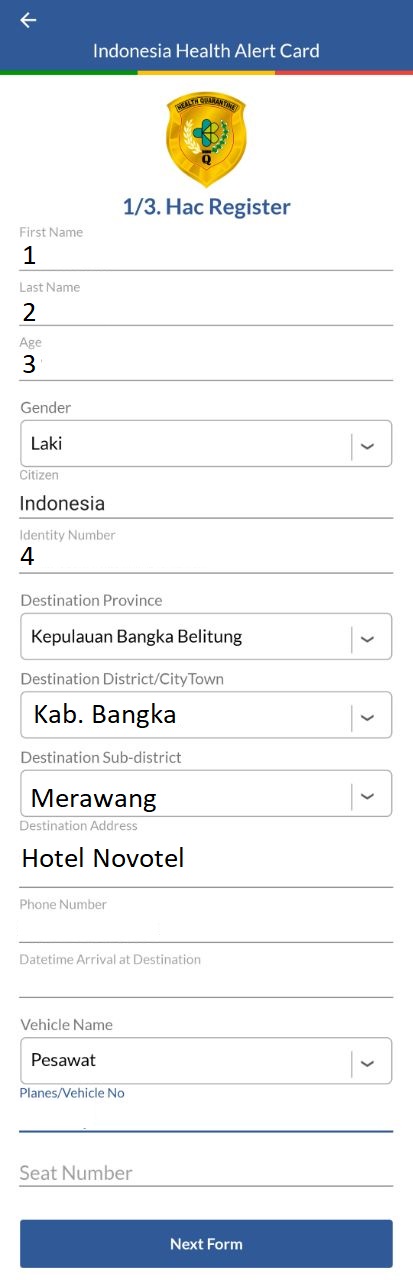 Indonesia Health Alert Card
HEALTH QUARANTINE
Q
1/3. Hac Register
First Name
1
Last Name
2
Age
3
Gender
Laki
Citizen
Indonesia
Identity Number
4
Destination Province
Kepulauan Bangka Belitung
Destination District/CityTown
Kab. Bangka
Destination Sub-district
Merawang
Destination Address
Hotel Novotel
Phone Number
Datetime Arrival at Destination
Vehicle Name
Pesawat
Planes/Vehicle No
Seat Number
Next Form